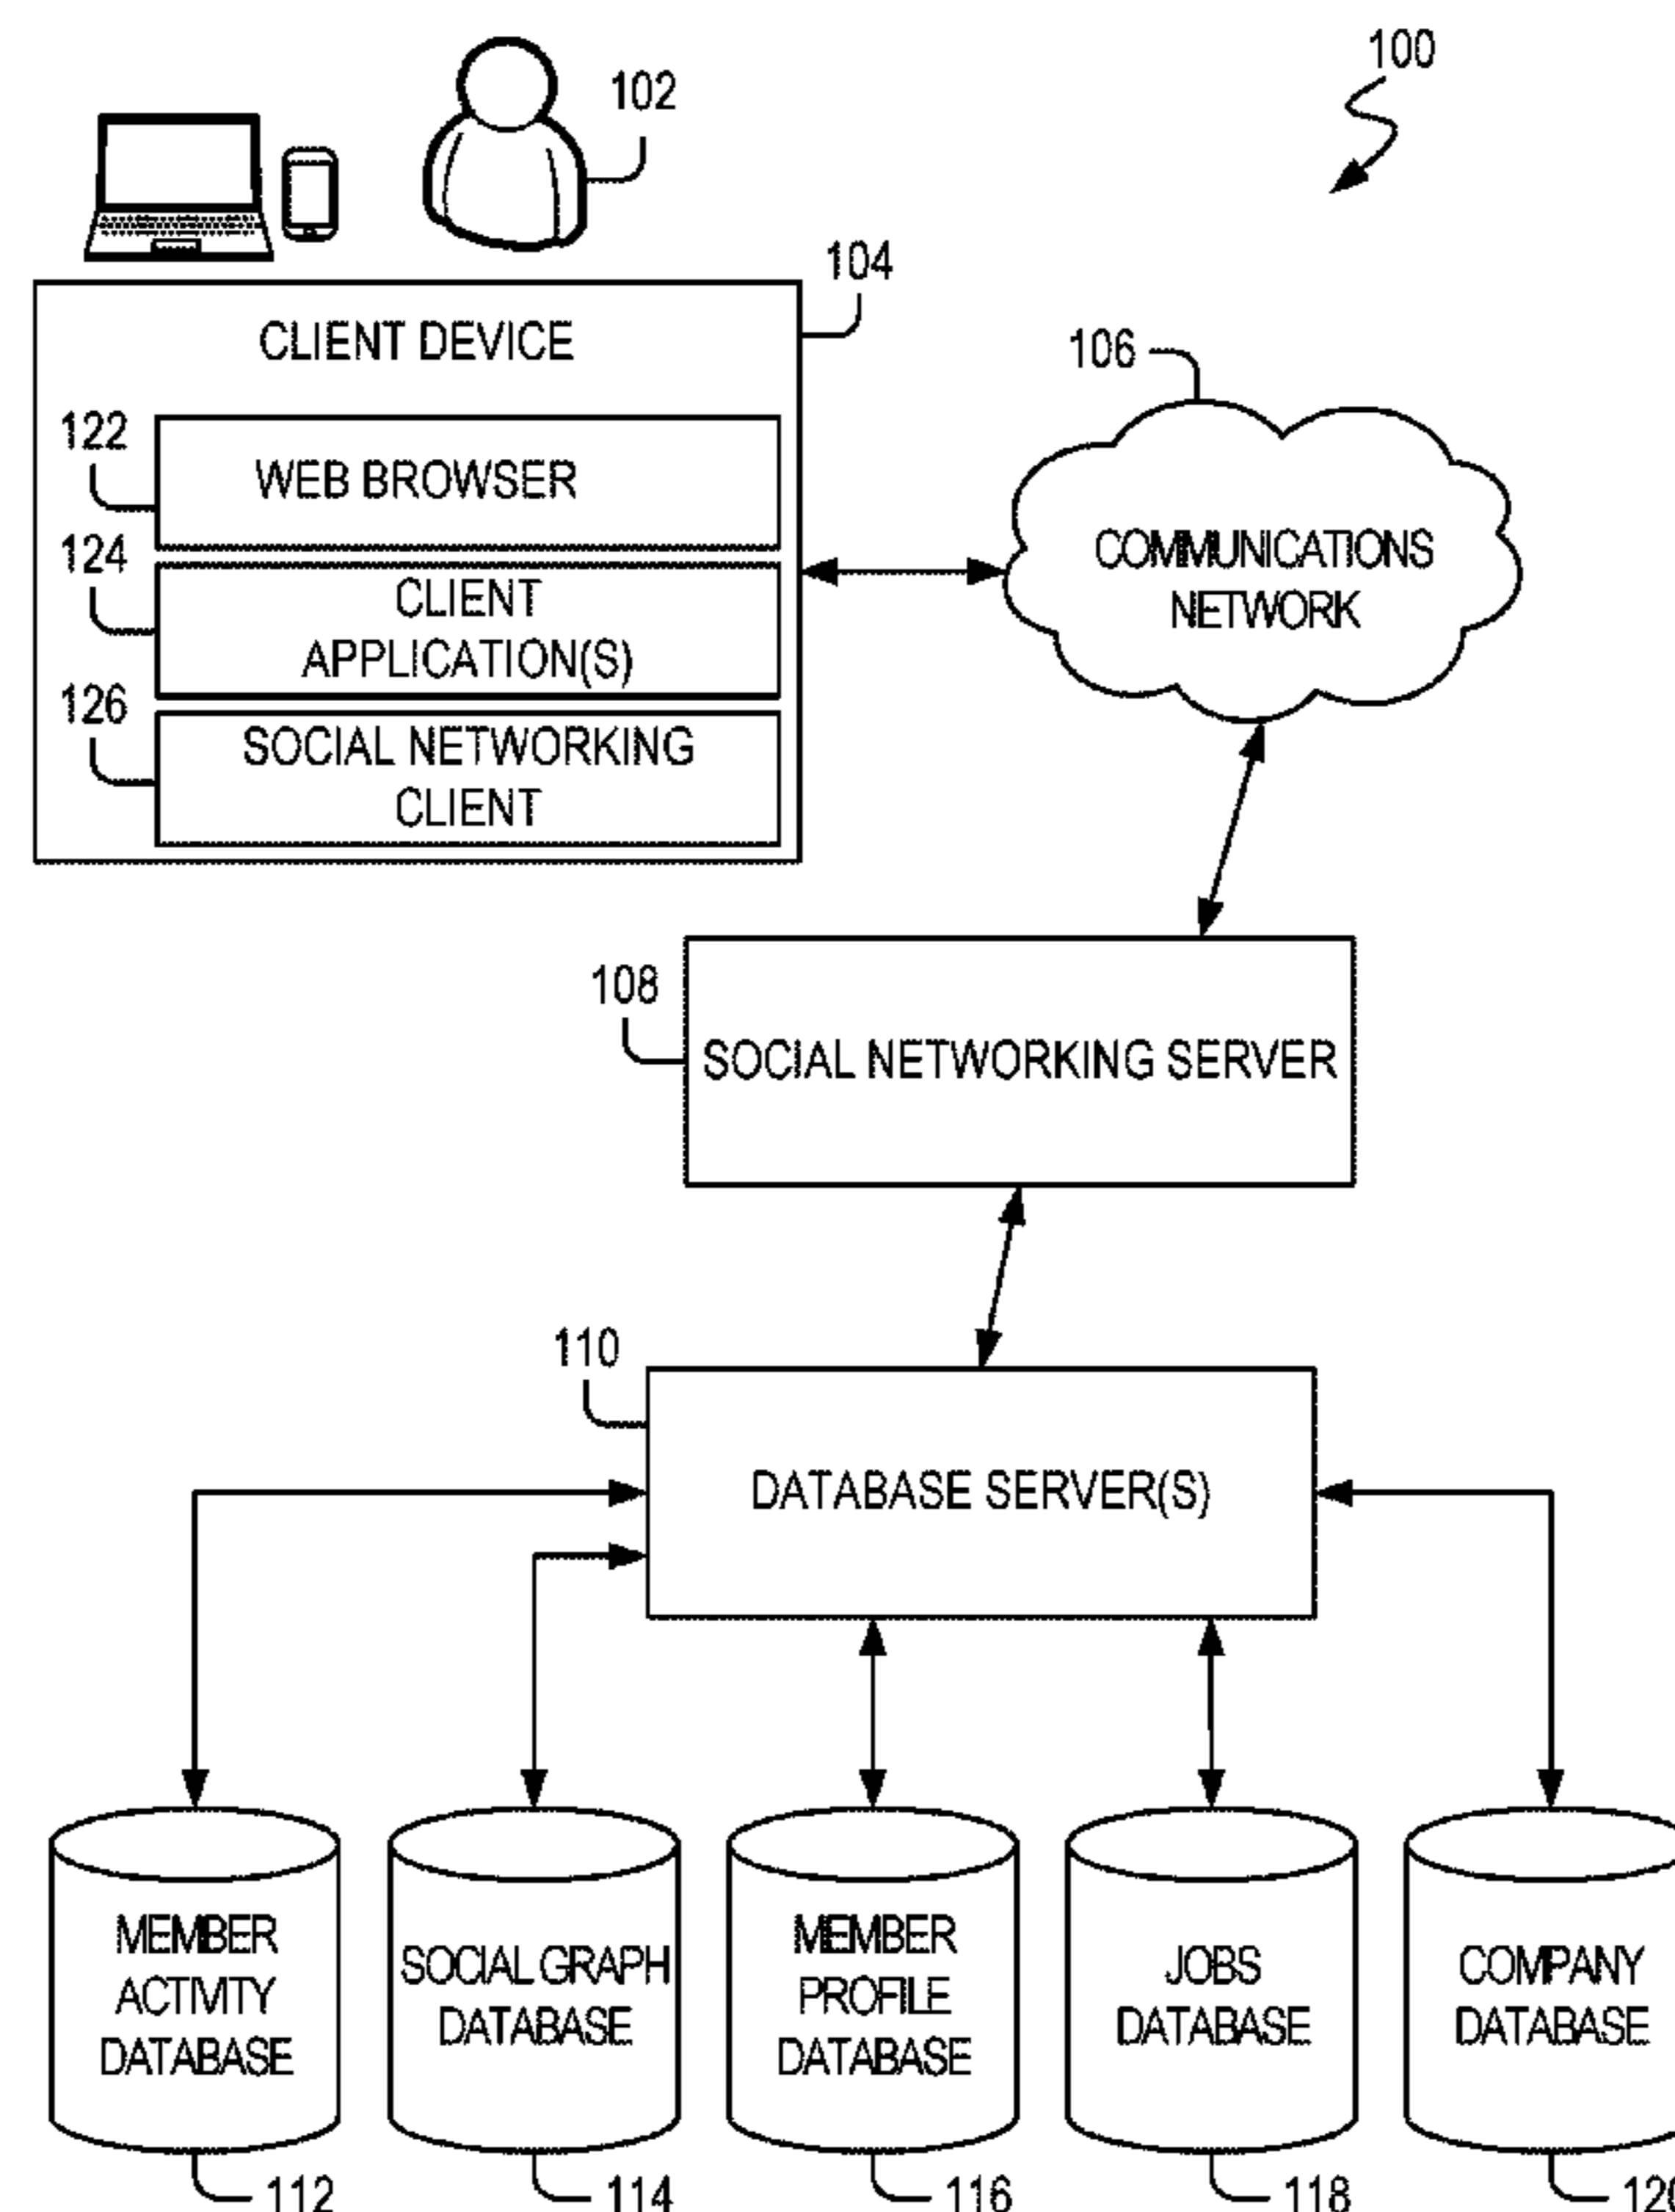 100
102
104
CLIENT DEVICE
106
122
WEB BROWSER
COMMUNICATIONS
NETWORK
124
CLIENT
APPLICATION(S)
126
SOCIAL NETWORKING
CLIENT
108
SOCIAL NETWORKING SERVER
110
DATABASE SERVER(S)
MEMBER
ACTIVITY
DATABASE
SOCIAL GRAPH
DATABASE
MEMBER
PROFILE
DATABASE
JOBS
DATABASE
COMPANY
DATABASE
112
114
116
118
120